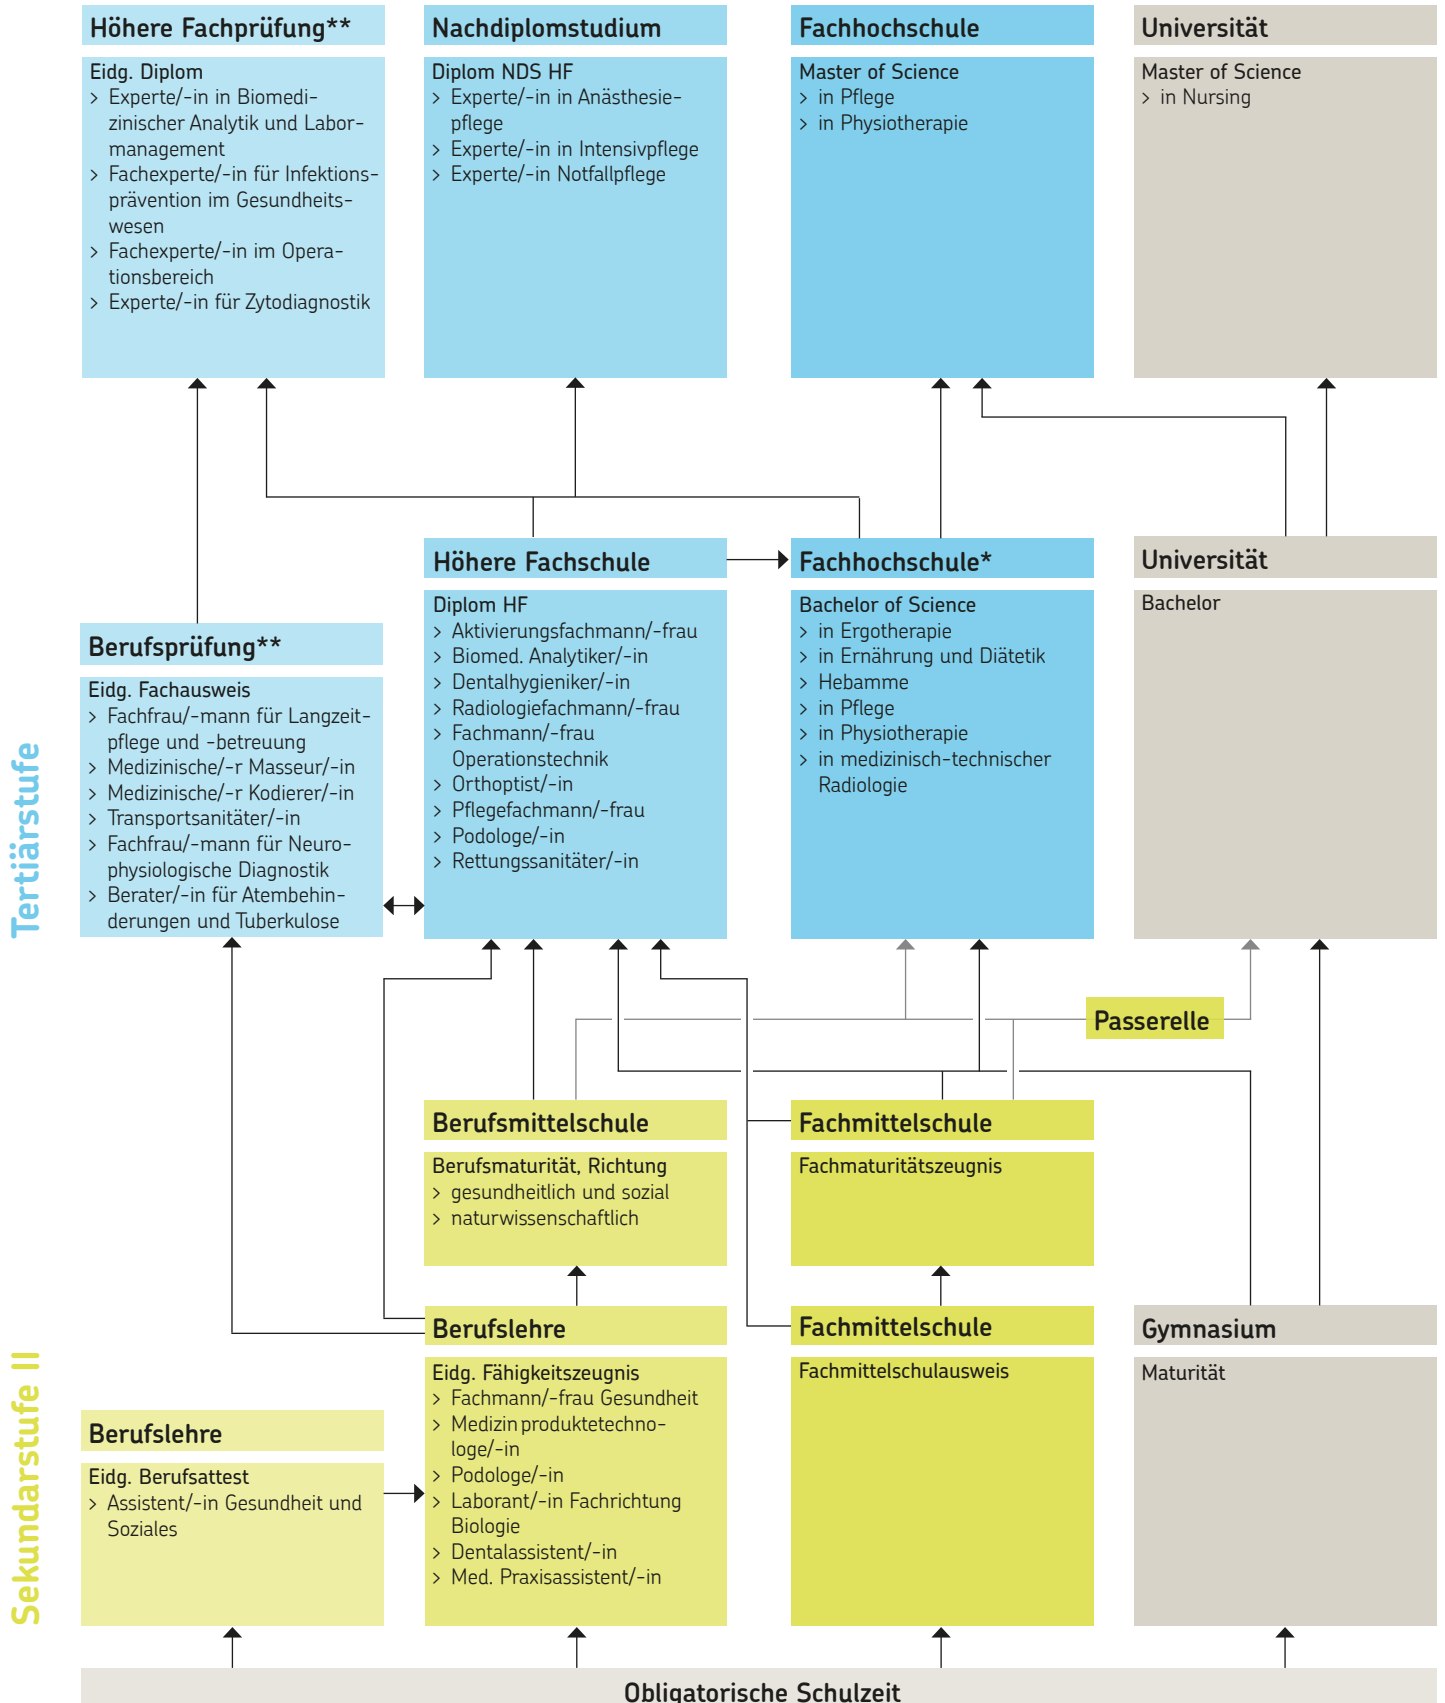 Höhere Fachprüfung**
Eidg. Diplom
> Experte/-in in Biomedi-
zinischer Analytik und Labor-
management
> Fachexperte/-in für Infektions-
prävention im Gesundheits-
wesen
> Fachexperte/-in im Opera-
tionsbereich
> Experte/-in für Zytodiagnostik
Nachdiplomstudium
Diplom NDS HF
> Experte/-in in Anästhesie-
pflege
> Experte/-in in Intensivpflege
> Experte/-in Notfallpflege
Fachhochschule
Master of Science
> in Pflege
> in Physiotherapie
Universität
Master of Science
> in Nursing
Tertiärstufe
Berufsprüfung**
Eidg. Fachausweis
> Fachfrau/-mann für Langzeit-
pflege und -betreuung
> Medizinische/-r Masseur/-in
> Medizinische/-r Kodierer/-in
> Transportsanitäter/-in
> Fachfrau/-mann für Neuro-
physiologische Diagnostik
> Berater/-in für Atembehin-
derungen und Tuberkulose
Höhere Fachschule
Diplom HF
> Aktivierungsfachmann/-frau
> Biomed. Analytiker/-in
> Dentalhygieniker/-in
> Radiologiefachmann/-frau
> Fachmann/-frau
Operationstechnik
> Orthoptist/-in
> Pflegefachmann/-frau
> Podologe/-in
> Rettungssanitäter/-in
Fachhochschule*
Bachelor of Science
> in Ergotherapie
> in Ernährung und Diätetik
> Hebamme
> in Pflege
> in Physiotherapie
> in medizinisch-technischer
Radiologie
Universität
Bachelor
Passerelle
Sekundarstufe II
Berufsmittelschule
Berufsmaturität, Richtung
> gesundheitlich und sozial
> naturwissenschaftlich
Fachmittelschule
Fachmaturitätszeugnis
Berufslehre
Eidg. Berufsattest
> Assistent/-in Gesundheit und
Soziales
Berufslehre
Eidg. Fähigkeitszeugnis
> Fachmann/-frau Gesundheit
> Medizinproduktetechno-
loge/-in
> Podologe/-in
> Laborant/-in Fachrichtung
Biologie
> Dentalassistent/-in
> Med. Praxisassistent/-in
Fachmittelschule
Fachmittelschulausweis
Gymnasium
Maturität
Obligatorische Schulzeit